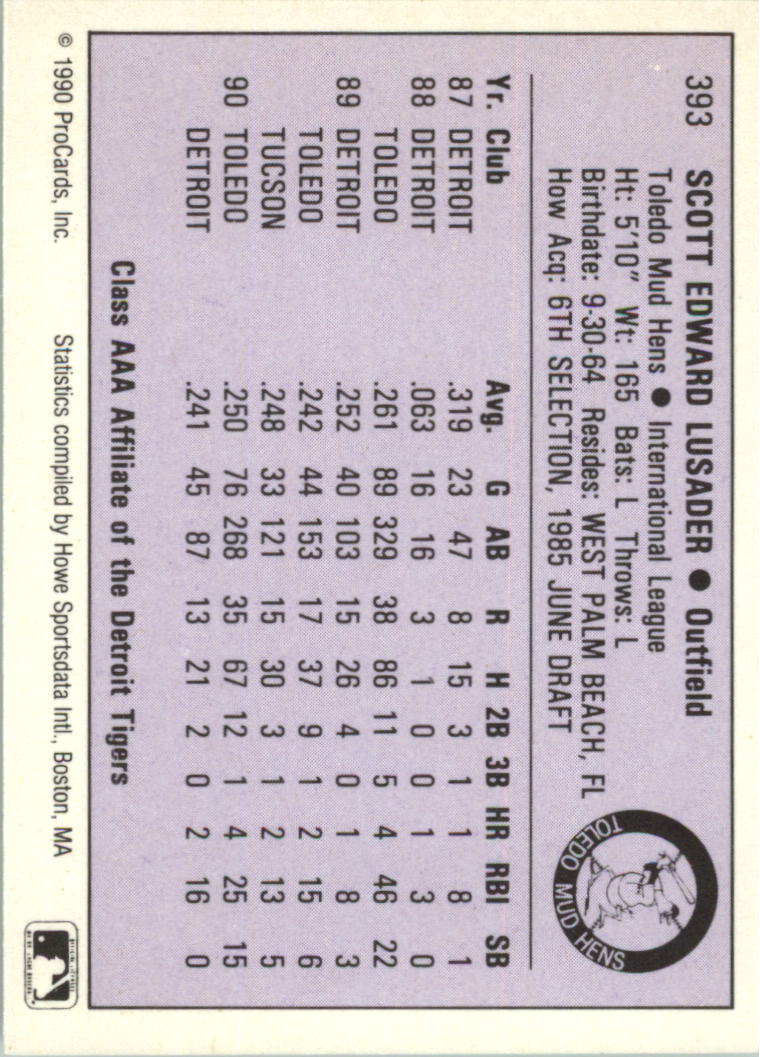 393 SCOTT EDWARD LUSADER ● Outfield
Toledo Mud Hens ● International League
Ht: 5'10" Wt: 165 Bats: L Throws: L
Birthdate: 9-30-64 Resides: WEST PALM BEACH, FL
How Acq: 6TH SELECTION, 1985 JUNE DRAFT
TOLEDO MUD HENS
Yr. Club Avg. G AB R H 2B 3B HR RBI SB
87 DETROIT .319 23 47 8 15 3 1 1 8 1
88 DETROIT .063 16 16 3 1 0 0 1 3 0
TOLEDO .261 89 329 38 86 11 5 4 46 22
89 DETROIT .252 40 103 15 26 4 0 1 8 3
TOLEDO .242 44 153 17 37 9 1 2 15 6
TUCSON .248 33 121 15 30 3 1 2 13 5
90 TOLEDO .250 76 268 35 67 12 1 4 25 15
DETROIT .241 45 87 13 21 2 0 2 16 0
Class AAA Affiliate of the Detroit Tigers
© 1990 ProCards, Inc. Statistics compiled by Howe Sportsdata Intl., Boston, MA